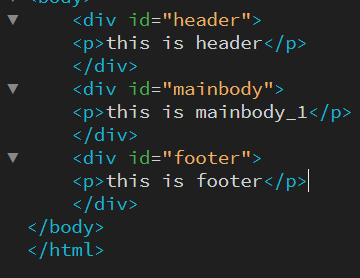 <body>
<div id="header">
<p>this is header</p>
</div>
<div id="mainbody">
<p>this is mainbody_1</p>
</div>
<div id="footer">
<p>this is footer</p>
</div>
</body>
</html>